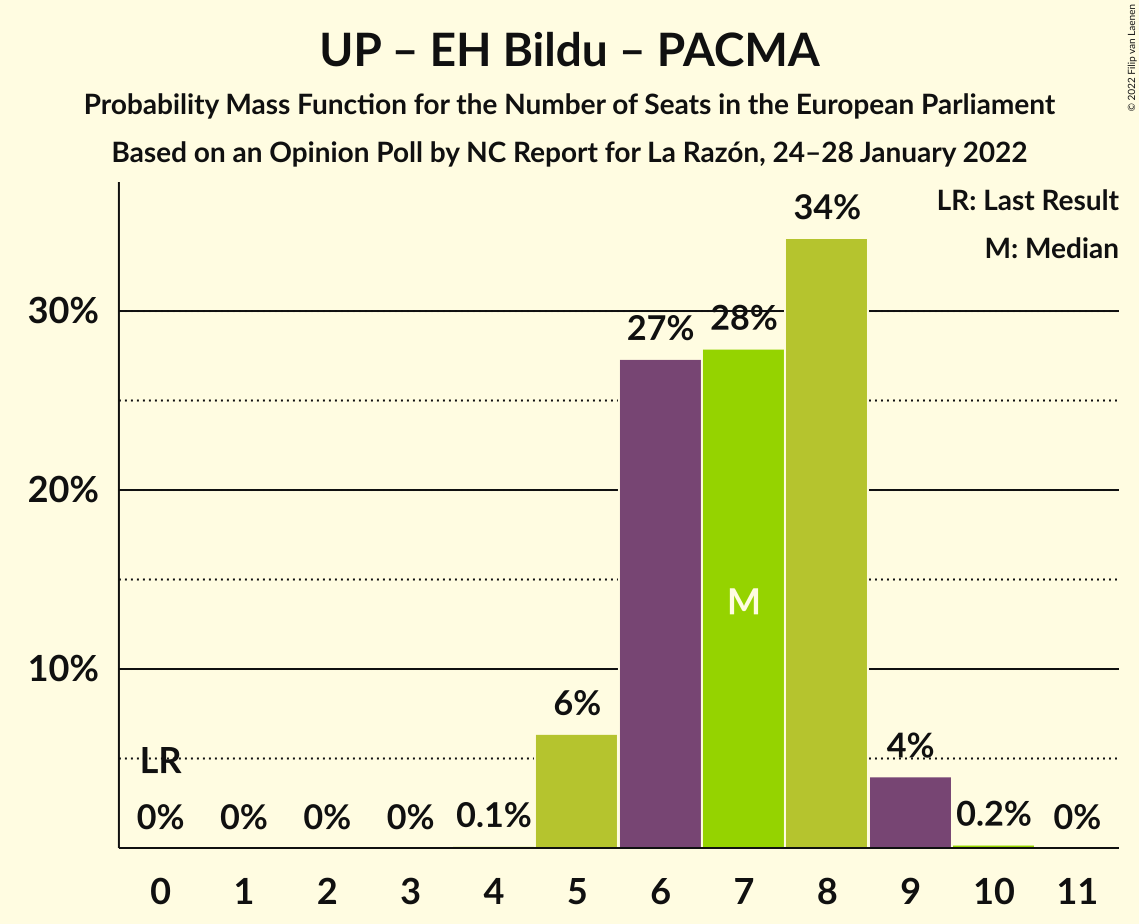 UP – EH Bildu – PACMA
Probability Mass Function for the Number of Seats in the European Parliament
Based on an Opinion Poll by NC Report for La Razón, 24–28 January 2022
© 2022 Filip van Laenen
LR: Last Result
M: Median
30%
20%
10%
LR
0%
0%
0%
0%
0.1%
6%
27%
28%
34%
4%
0.2%
0%
M
0 1 2 3 4 5 6 7 8 9 10 11